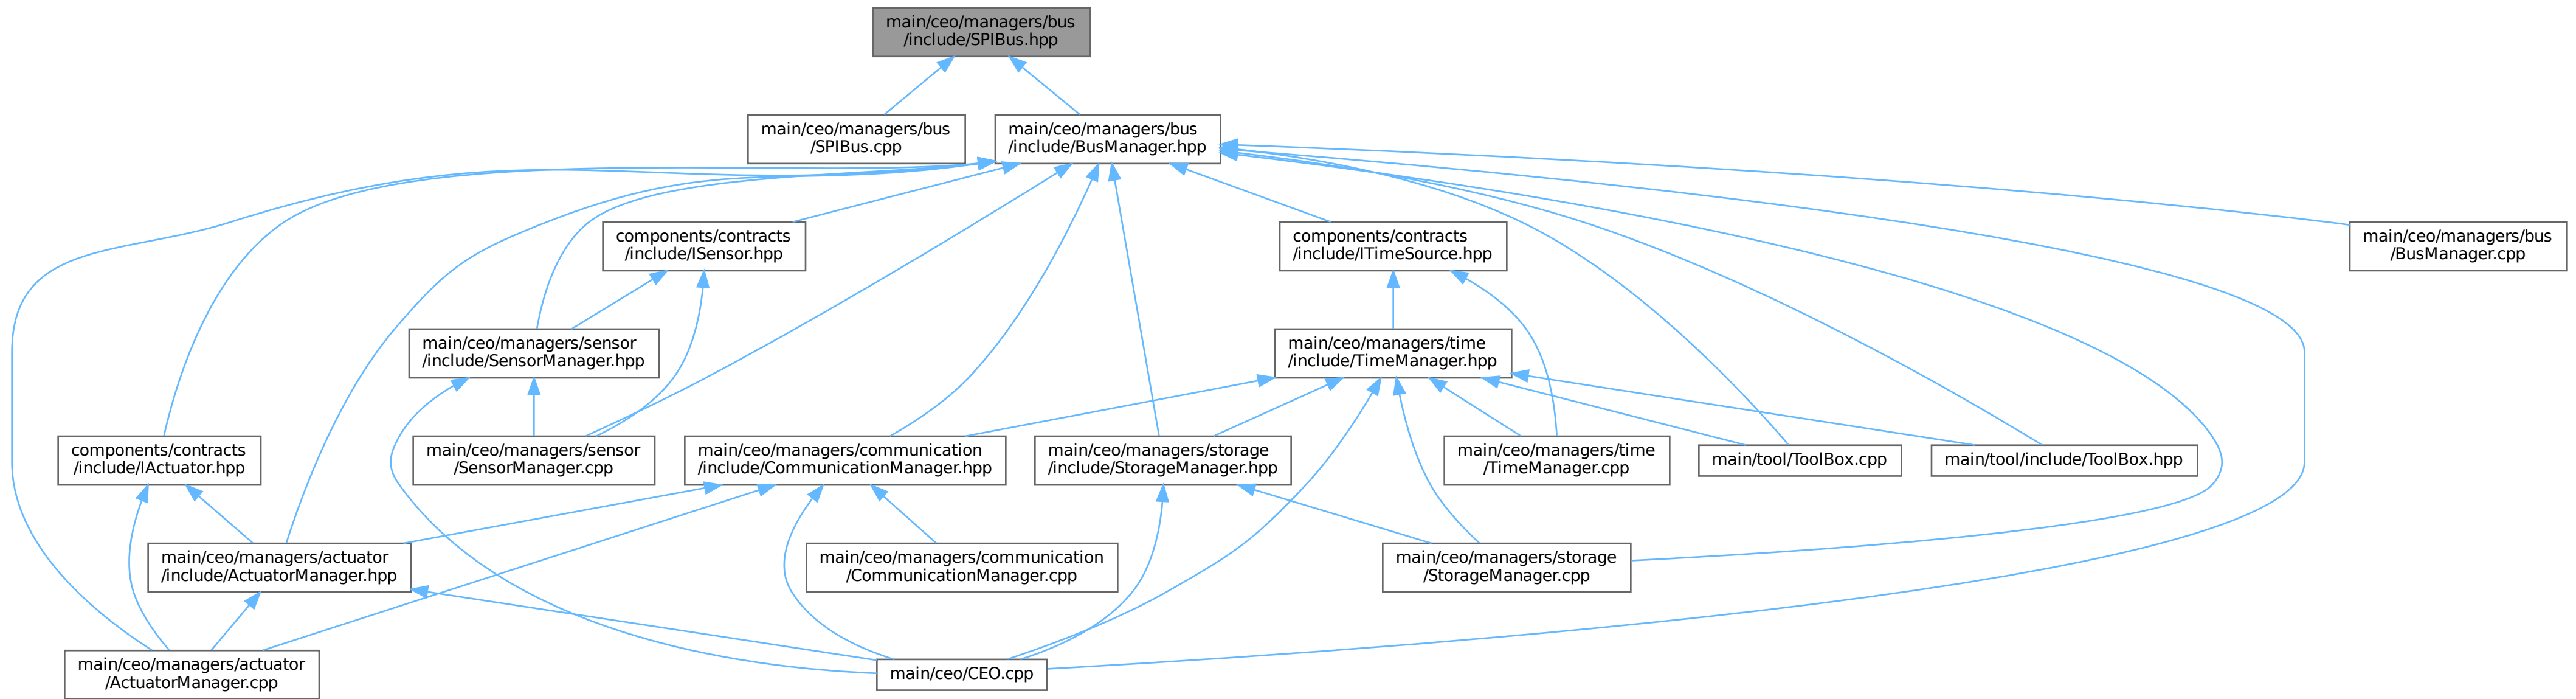 main/ceo/managers/bus
/include/SPIBus.hpp
main/ceo/managers/bus
/SPIBus.cpp
main/ceo/managers/bus
/include/BusManager.hpp
components/contracts
/include/ISensor.hpp
components/contracts
/include/ITimeSource.hpp
main/ceo/managers/bus
/BusManager.cpp
main/ceo/managers/sensor
/include/SensorManager.hpp
main/ceo/managers/time
/include/TimeManager.hpp
components/contracts
/include/IActuator.hpp
main/ceo/managers/sensor
/SensorManager.cpp
main/ceo/managers/communication
/include/CommunicationManager.hpp
main/ceo/managers/storage
/include/StorageManager.hpp
main/ceo/managers/time
/TimeManager.cpp
main/tool/ToolBox.cpp
main/tool/include/ToolBox.hpp
main/ceo/managers/actuator
/include/ActuatorManager.hpp
main/ceo/managers/communication
/CommunicationManager.cpp
main/ceo/managers/storage
/StorageManager.cpp
main/ceo/managers/actuator
/ActuatorManager.cpp
main/ceo/CEO.cpp